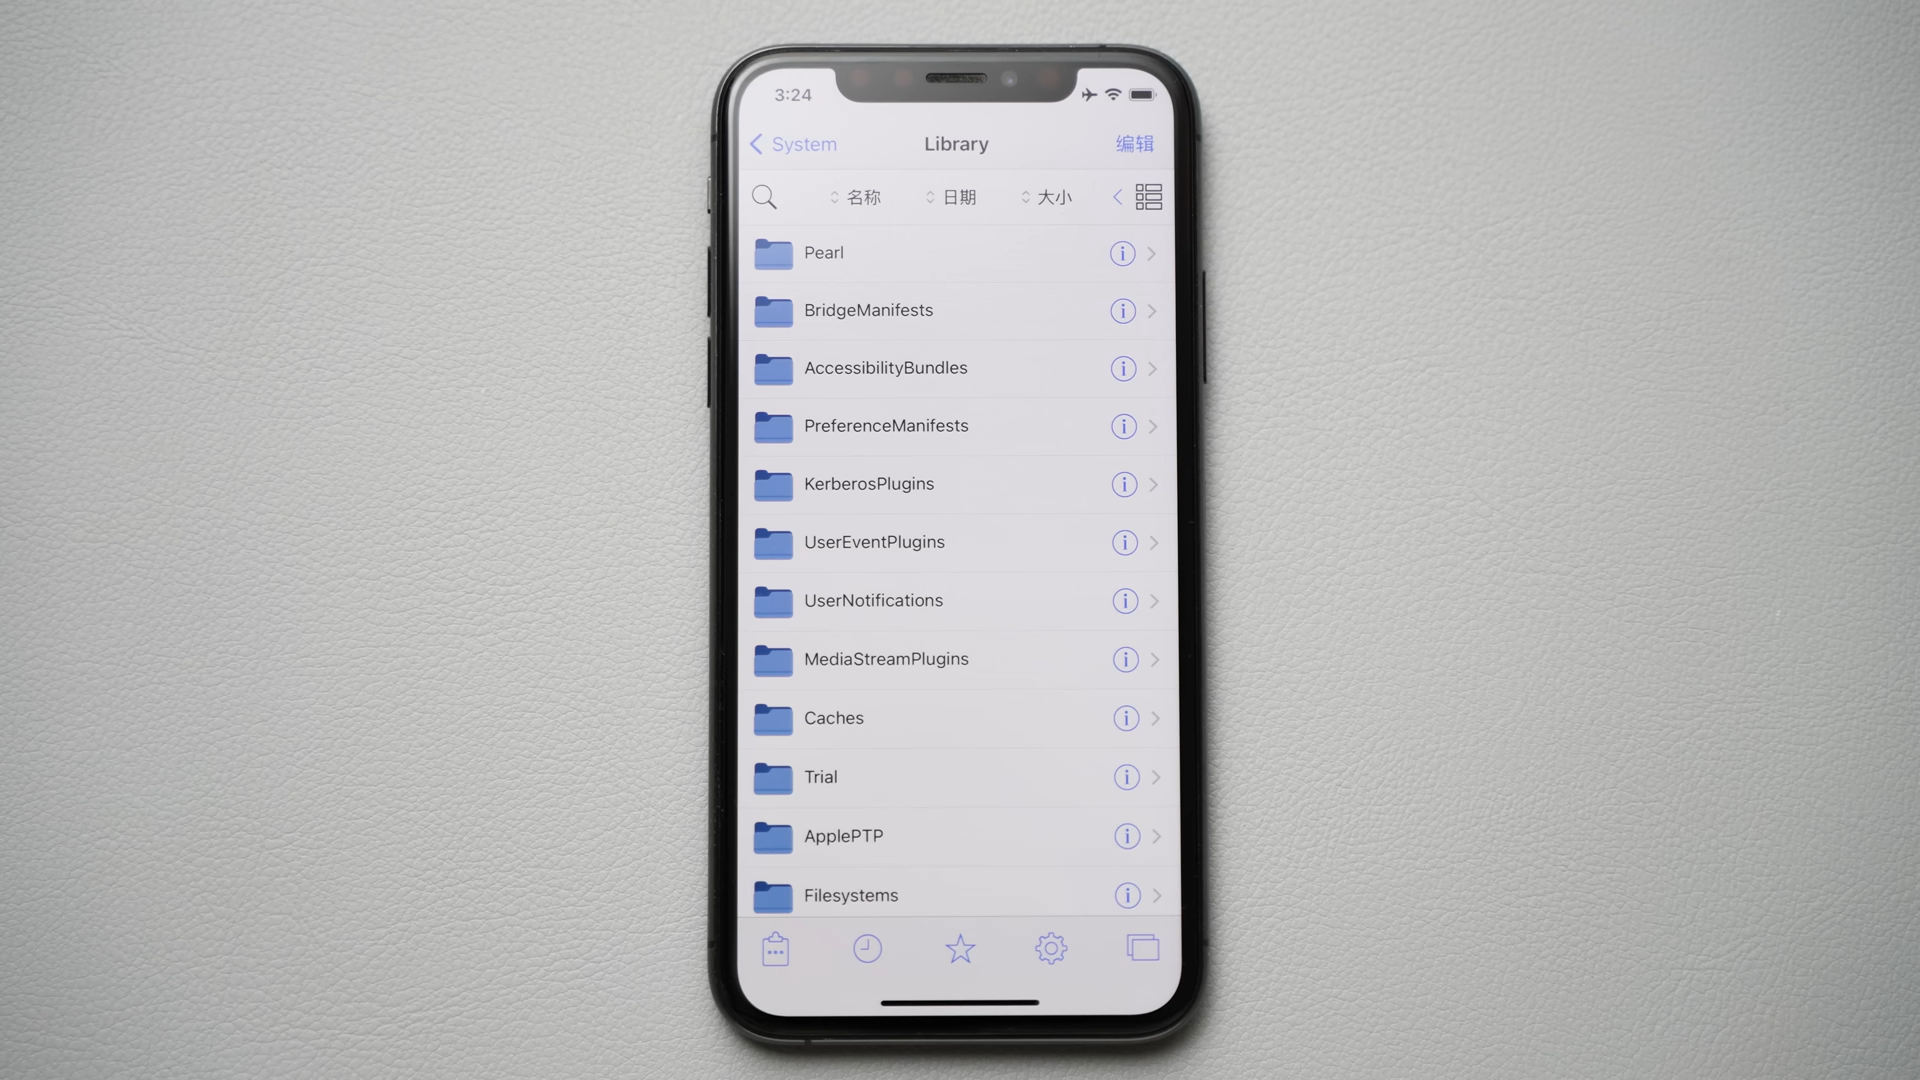 3:24
System Library 编辑
名称 日期 大小
Pearl
BridgeManifests
AccessibilityBundles
PreferenceManifests
KerberosPlugins
UserEventPlugins
UserNotifications
MediaStreamPlugins
Caches
Trial
ApplePTP
Filesystems